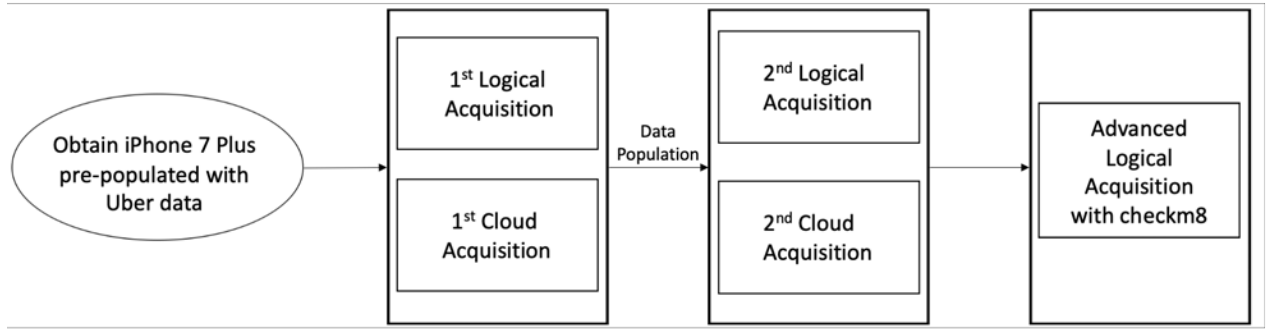 Obtain iPhone 7 Plus
pre-populated with
Uber data
1st Logical
Acquisition
1st Cloud
Acquisition
Data
Population
2nd Logical
Acquisition
2nd Cloud
Acquisition
Advanced
Logical
Acquisition
with checkm8